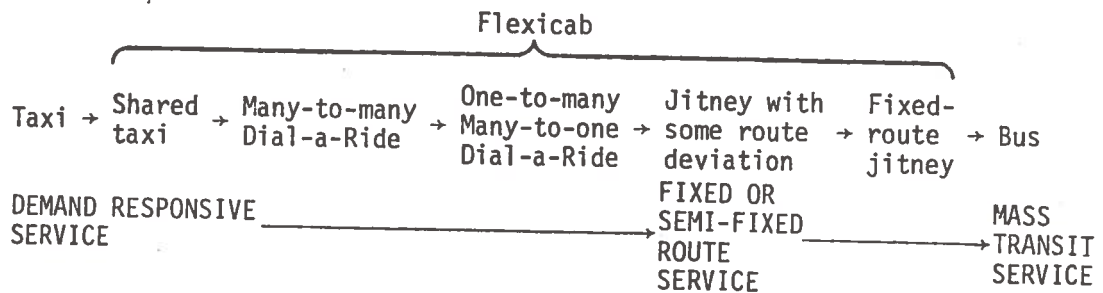 Flexicab
Taxi → Shared taxi → Many-to-many Dial-a-Ride → One-to-many Many-to-one Dial-a-Ride → Jitney with some route deviation → Fixed-route jitney → Bus
DEMAND RESPONSIVE
SERVICE
FIXED OR
SEMI-FIXED
ROUTE
SERVICE
MASS
TRANSIT
SERVICE